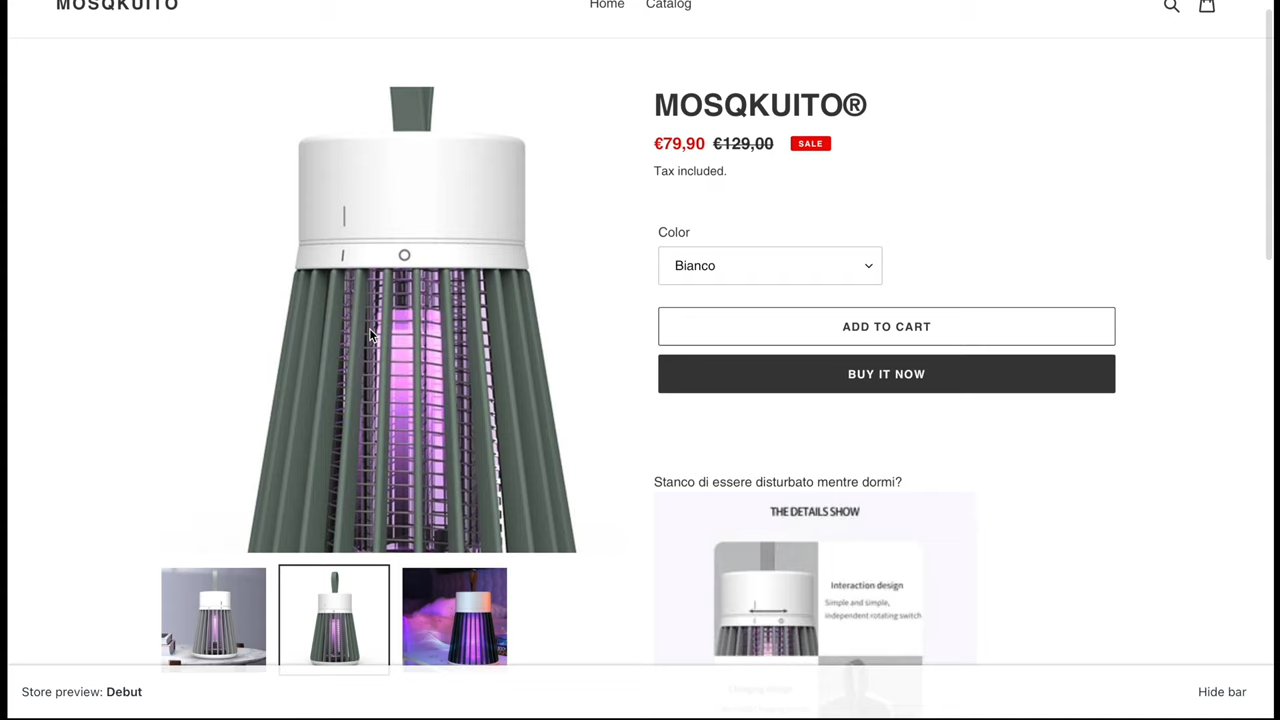 MOSQKUITO
Home Catalog
MOSQKUITO®
€79,90 €129,00 SALE
Tax included.
Color
Bianco
ADD TO CART
BUY IT NOW
Stanco di essere disturbato mentre dormi?
THE DETAILS SHOW
Interaction design
Simple and simple,
independent rotating switch
Store preview: Debut
Hide bar